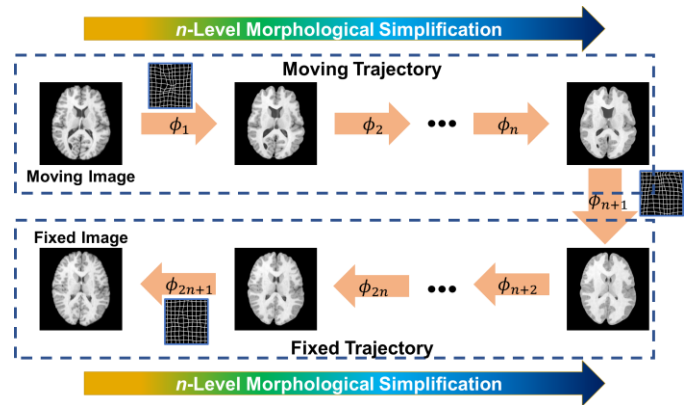 n-Level Morphological Simplification
Moving Trajectory
ϕ₁
ϕ₂
•••
ϕₙ
Moving Image
ϕₙ₊₁
Fixed Image
ϕ₂ₙ₊₁
ϕ₂ₙ
•••
ϕₙ₊₂
Fixed Trajectory
n-Level Morphological Simplification